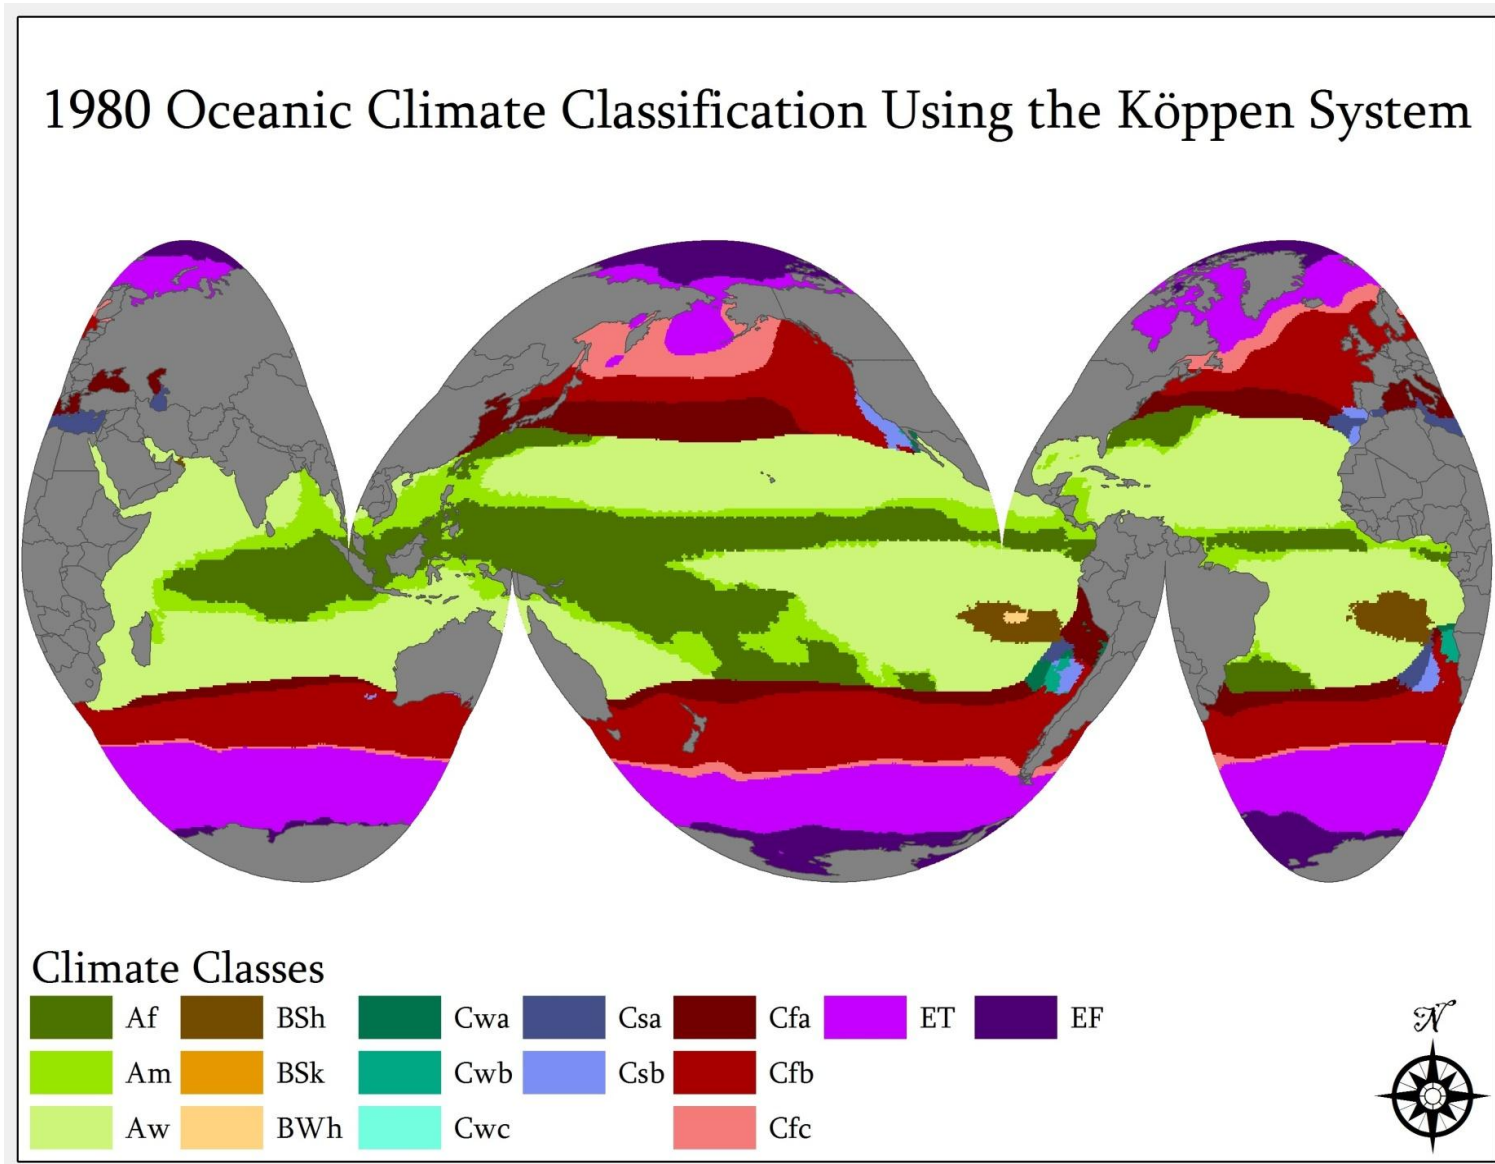 1980 Oceanic Climate Classification Using the Köppen System
Climate Classes
Af BSh Cwa Csa Cfa ET EF
Am BSk Cwb Csb Cfb
Aw BWh Cwc Cfc
N